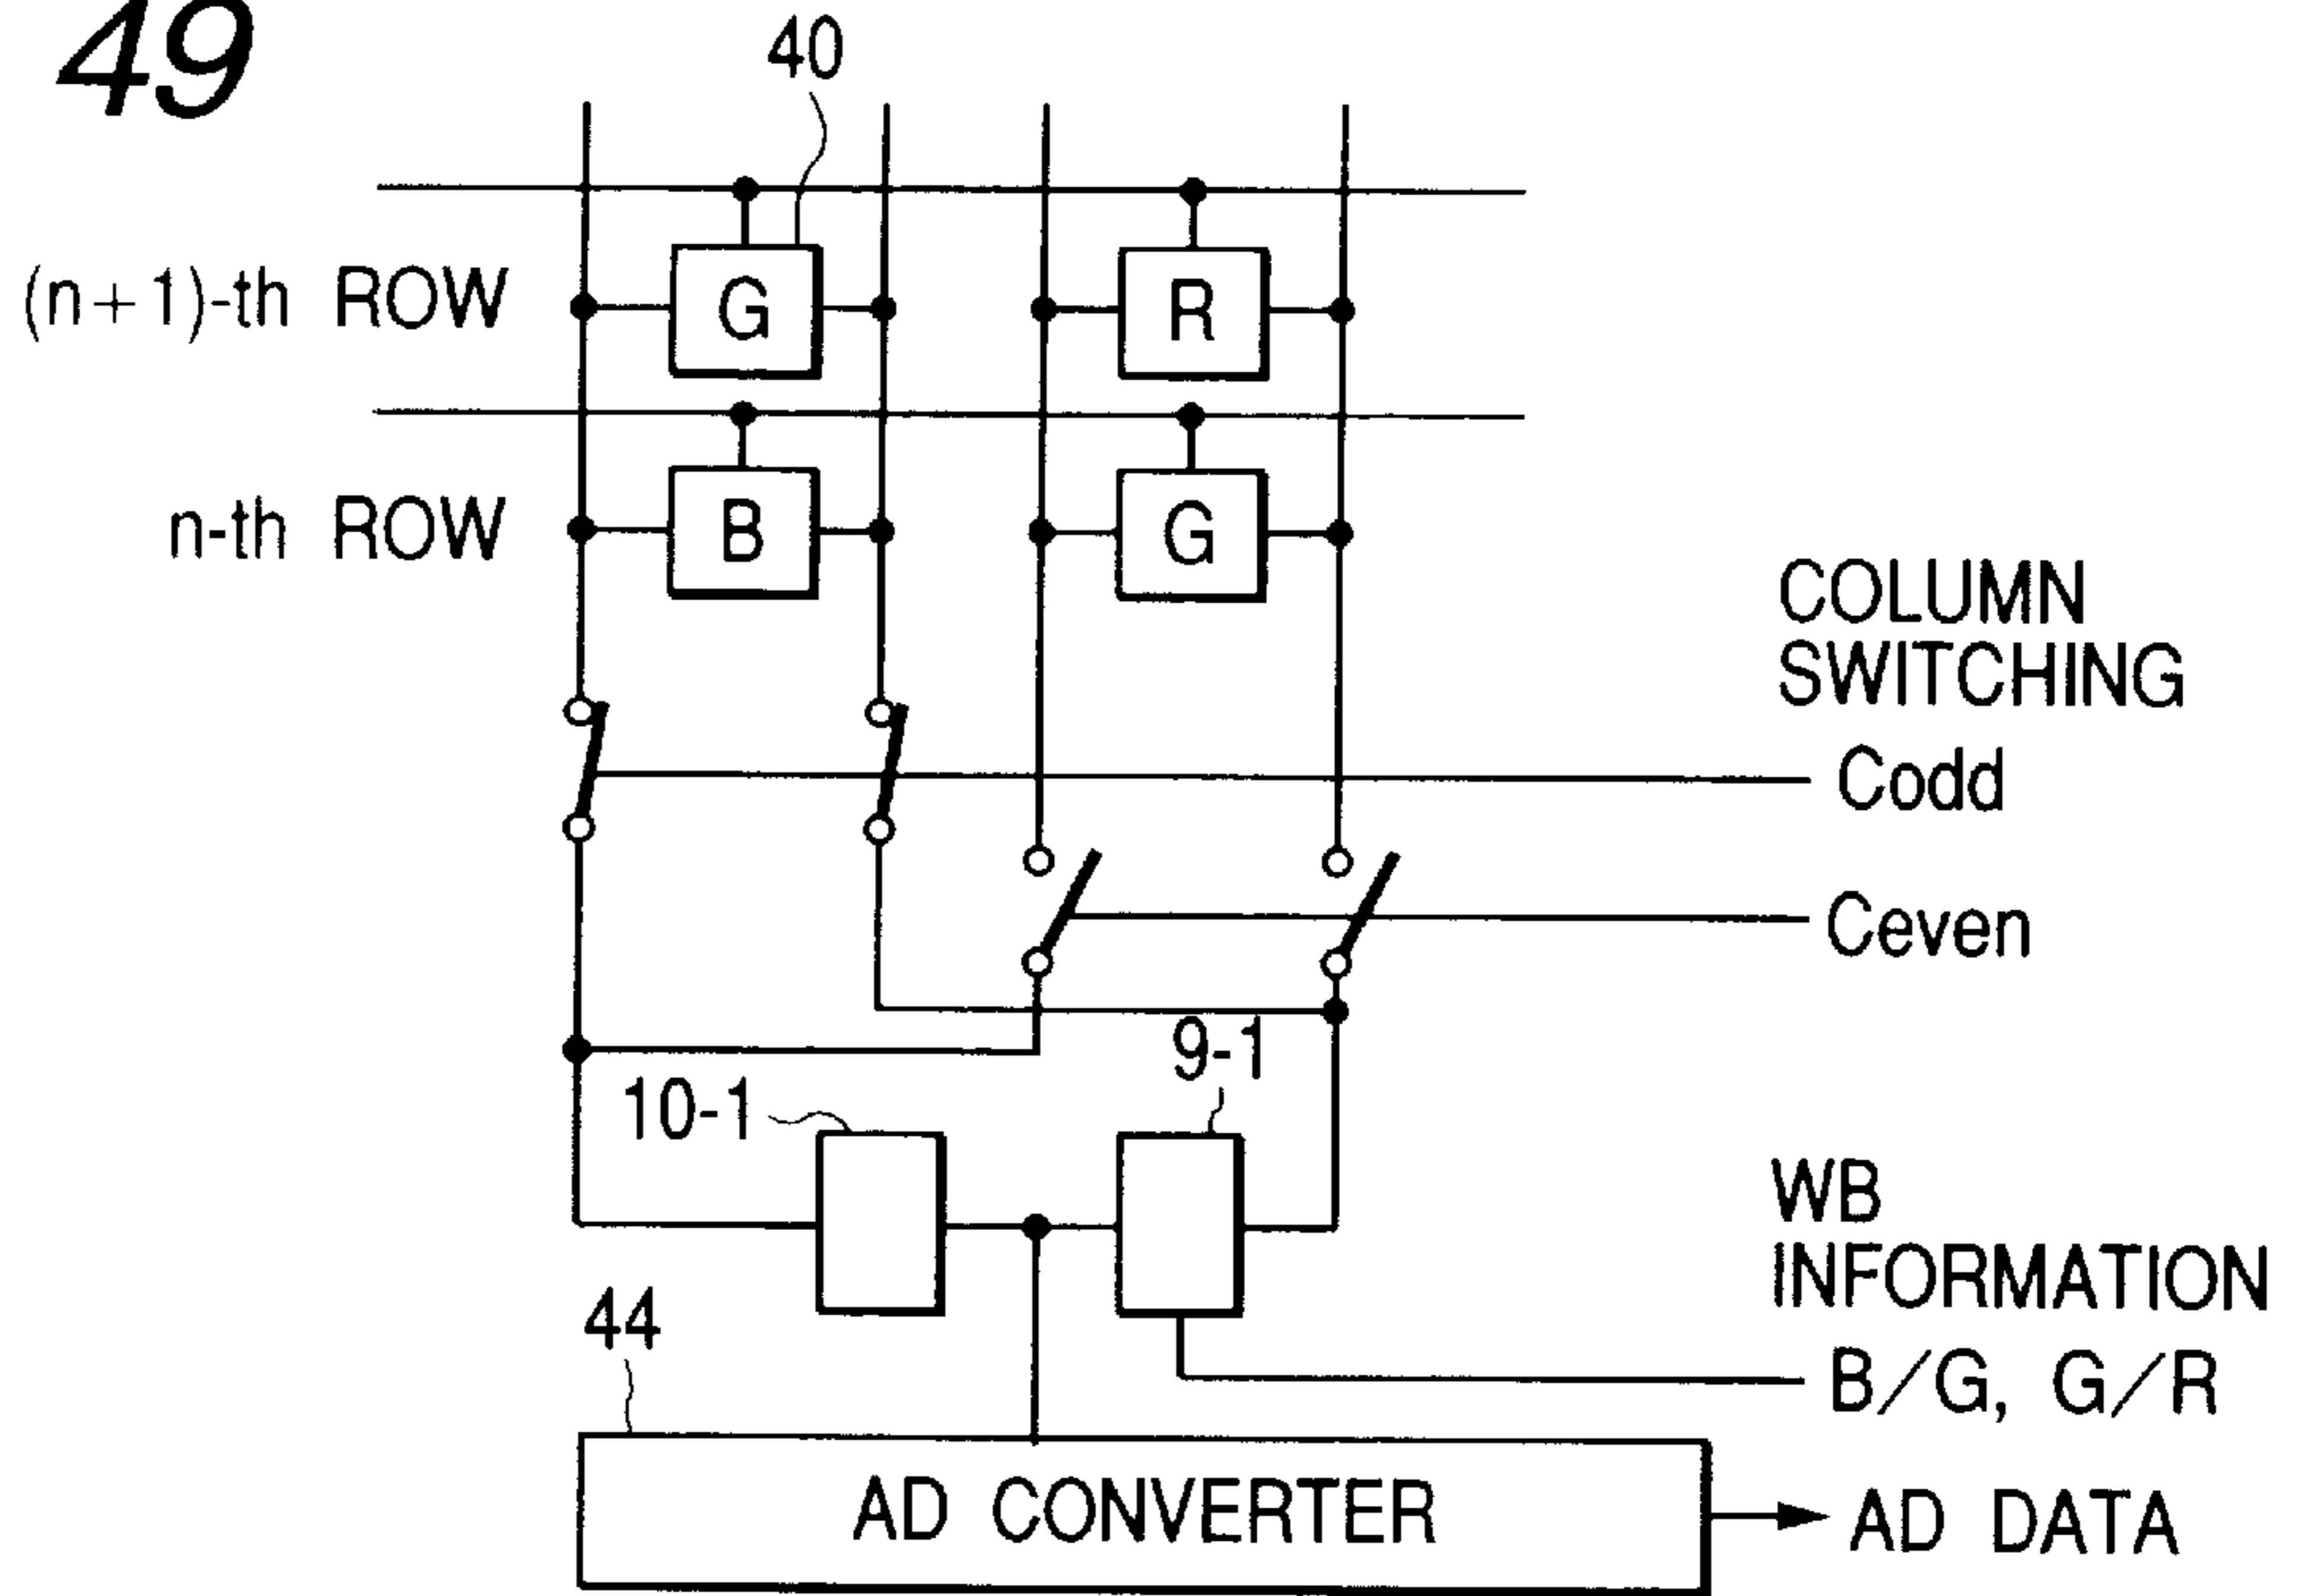 49
40
(n+1)-th ROW
G
R
n-th ROW
B
G
COLUMN
SWITCHING
Codd
Ceven
9-1
10-1
WB
INFORMATION
44
B/G, G/R
AD CONVERTER
AD DATA